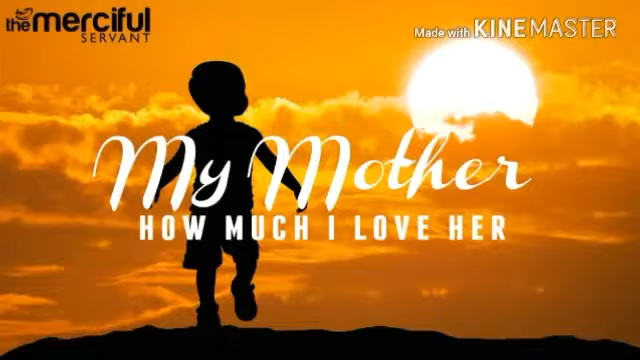 the merciful
SERVANT
Made with KINEMASTER
My Mother
HOW MUCH I LOVE HER